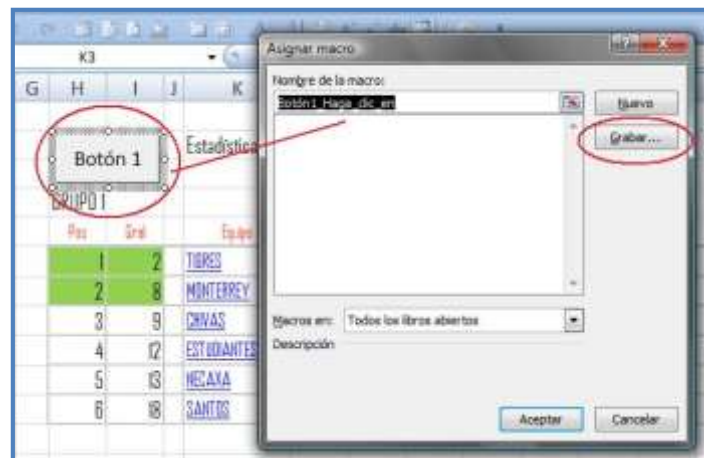 K3
G H I J K
Botón 1
Estadística
GRUPO 1
Pos Gral Equipo
1 2 TIGRES
2 8 MONTERREY
3 9 CHIVAS
4 12 ESTUDIANTES
5 13 NECAXA
6 18 SANTOS
Asignar macro
Nombre de la macro:
Botón1_Haga_clic_en
Nuevo
Grabar...
Macros en: Todos los libros abiertos
Descripción
Aceptar Cancelar